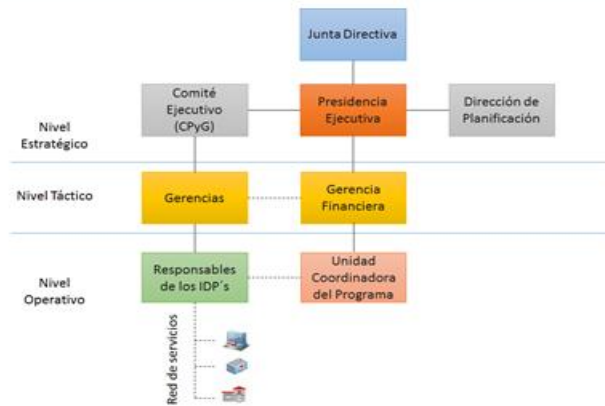 Junta Directiva
Comité
Ejecutivo
(CPyG)
Presidencia
Ejecutiva
Dirección de
Planificación
Nivel
Estratégico
Nivel Táctico
Gerencias
Gerencia
Financiera
Nivel
Operativo
Responsables
de los IDP´s
Unidad
Coordinadora
del Programa
Red de servicios